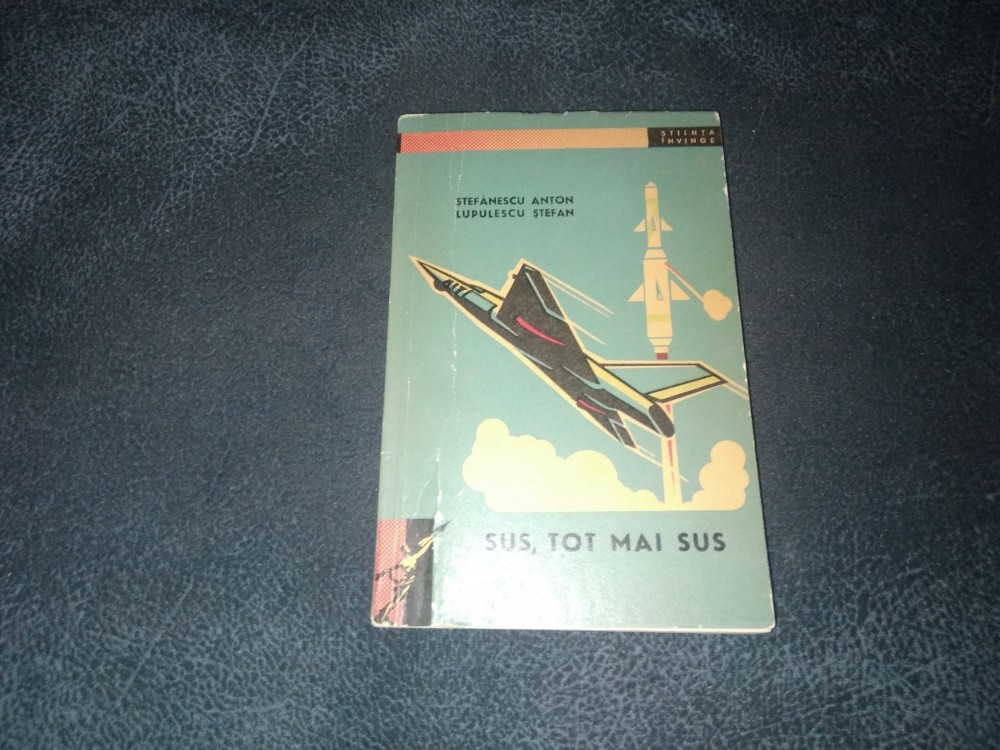 ȘTIINȚA
ÎNVINGE
ȘTEFĂNESCU ANTON
LUPULESCU ȘTEFAN
SUS, TOT MAI SUS